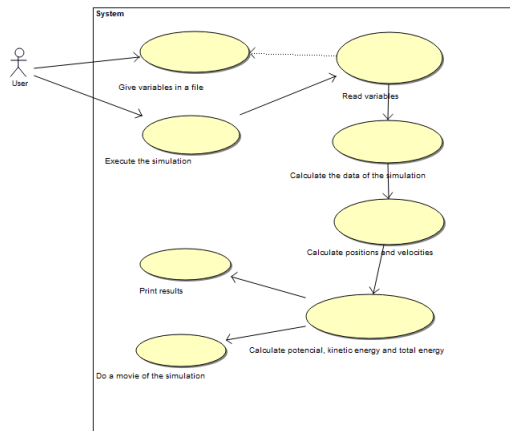 System
User
Give variables in a file
Read variables
Execute the simulation
Calculate the data of the simulation
Calculate positions and velocities
Print results
Calculate potencial, kinetic energy and total energy
Do a movie of the simulation